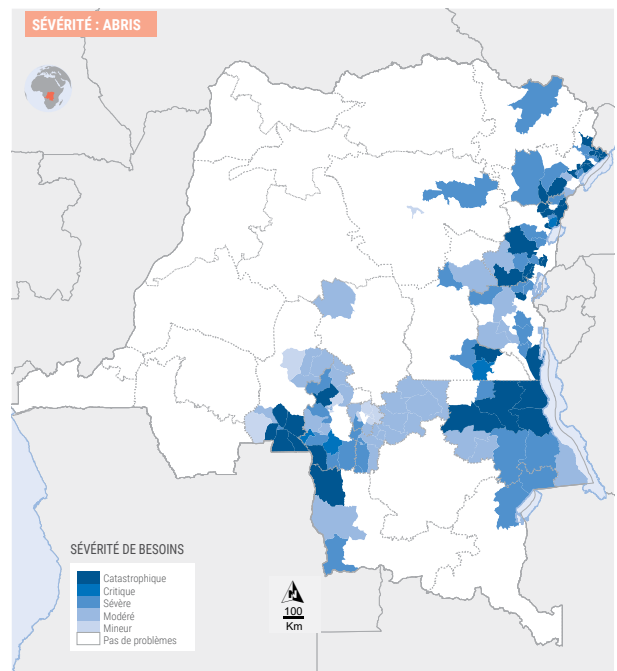 SÉVÉRITÉ : ABRIS
SÉVÉRITÉ DE BESOINS
Catastrophique
Critique
Sévère
Modéré
Mineur
Pas de problèmes
N
100
Km